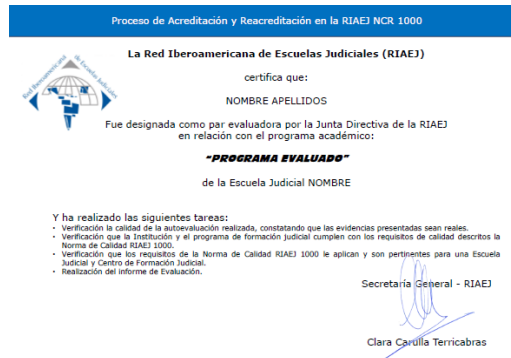 Proceso de Acreditación y Reacreditación en la RIAEJ NCR 1000
Red Iberoamericana de Escuelas Judiciales
La Red Iberoamericana de Escuelas Judiciales (RIAEJ)
certifica que:
NOMBRE APELLIDOS
Fue designada como par evaluadora por la Junta Directiva de la RIAEJ
en relación con el programa académico:
"PROGRAMA EVALUADO"
de la Escuela Judicial NOMBRE
Y ha realizado las siguientes tareas:
• Verificación la calidad de la autoevaluación realizada, constatando que las evidencias presentadas sean reales.
• Verificación que la Institución y el programa de formación judicial cumplen con los requisitos de calidad descritos la
Norma de Calidad RIAEJ 1000.
• Verificación que los requisitos de la Norma de Calidad RIAEJ 1000 le aplican y son pertinentes para una Escuela
Judicial y Centro de Formación Judicial.
• Realización del informe de Evaluación.
Secretaría General - RIAEJ
Clara Carulla Terricabras